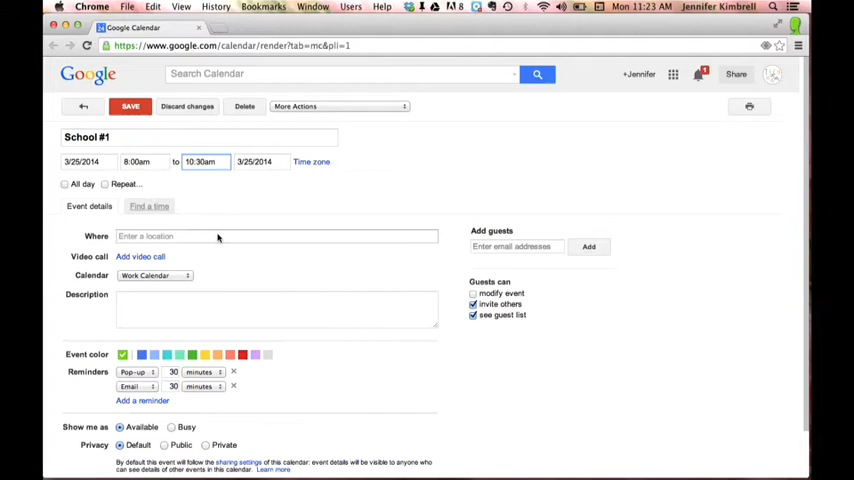 Chrome File Edit View History Bookmarks Window Users Help 8 Mon 11:23 AM Jennifer Kimbrell
Google Calendar
https://www.google.com/calendar/render?tab=mc&pli=1
Google Search Calendar +Jennifer 1 Share
SAVE Discard changes Delete More Actions
School #1
3/25/2014 8:00am to 10:30am 3/25/2014 Time zone
All day Repeat...
Event details Find a time
Where Enter a location
Video call Add video call
Calendar Work Calendar
Description
Add guests
Enter email addresses Add
Guests can
modify event
invite others
see guest list
Event color
Reminders Pop-up 30 minutes ×
Email 30 minutes ×
Add a reminder
Show me as Available Busy
Privacy Default Public Private
By default this event will follow the sharing settings of this calendar: event details will be visible to anyone who
can see details of other events in this calendar. Learn more